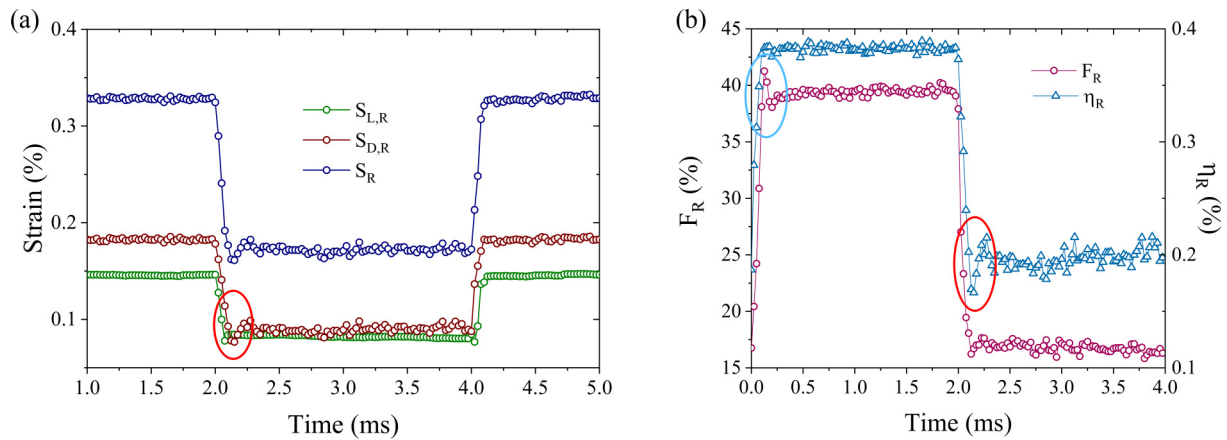 (a)
0.4
0.3
0.2
0.1
Strain (%)
S_L,R
S_D,R
S_R
1.0 1.5 2.0 2.5 3.0 3.5 4.0 4.5 5.0
Time (ms)
(b)
45
40
35
30
25
20
15
F_R (%)
F_R
η_R
0.4
0.3
0.2
0.1
η_R (%)
0.0 0.5 1.0 1.5 2.0 2.5 3.0 3.5 4.0
Time (ms)